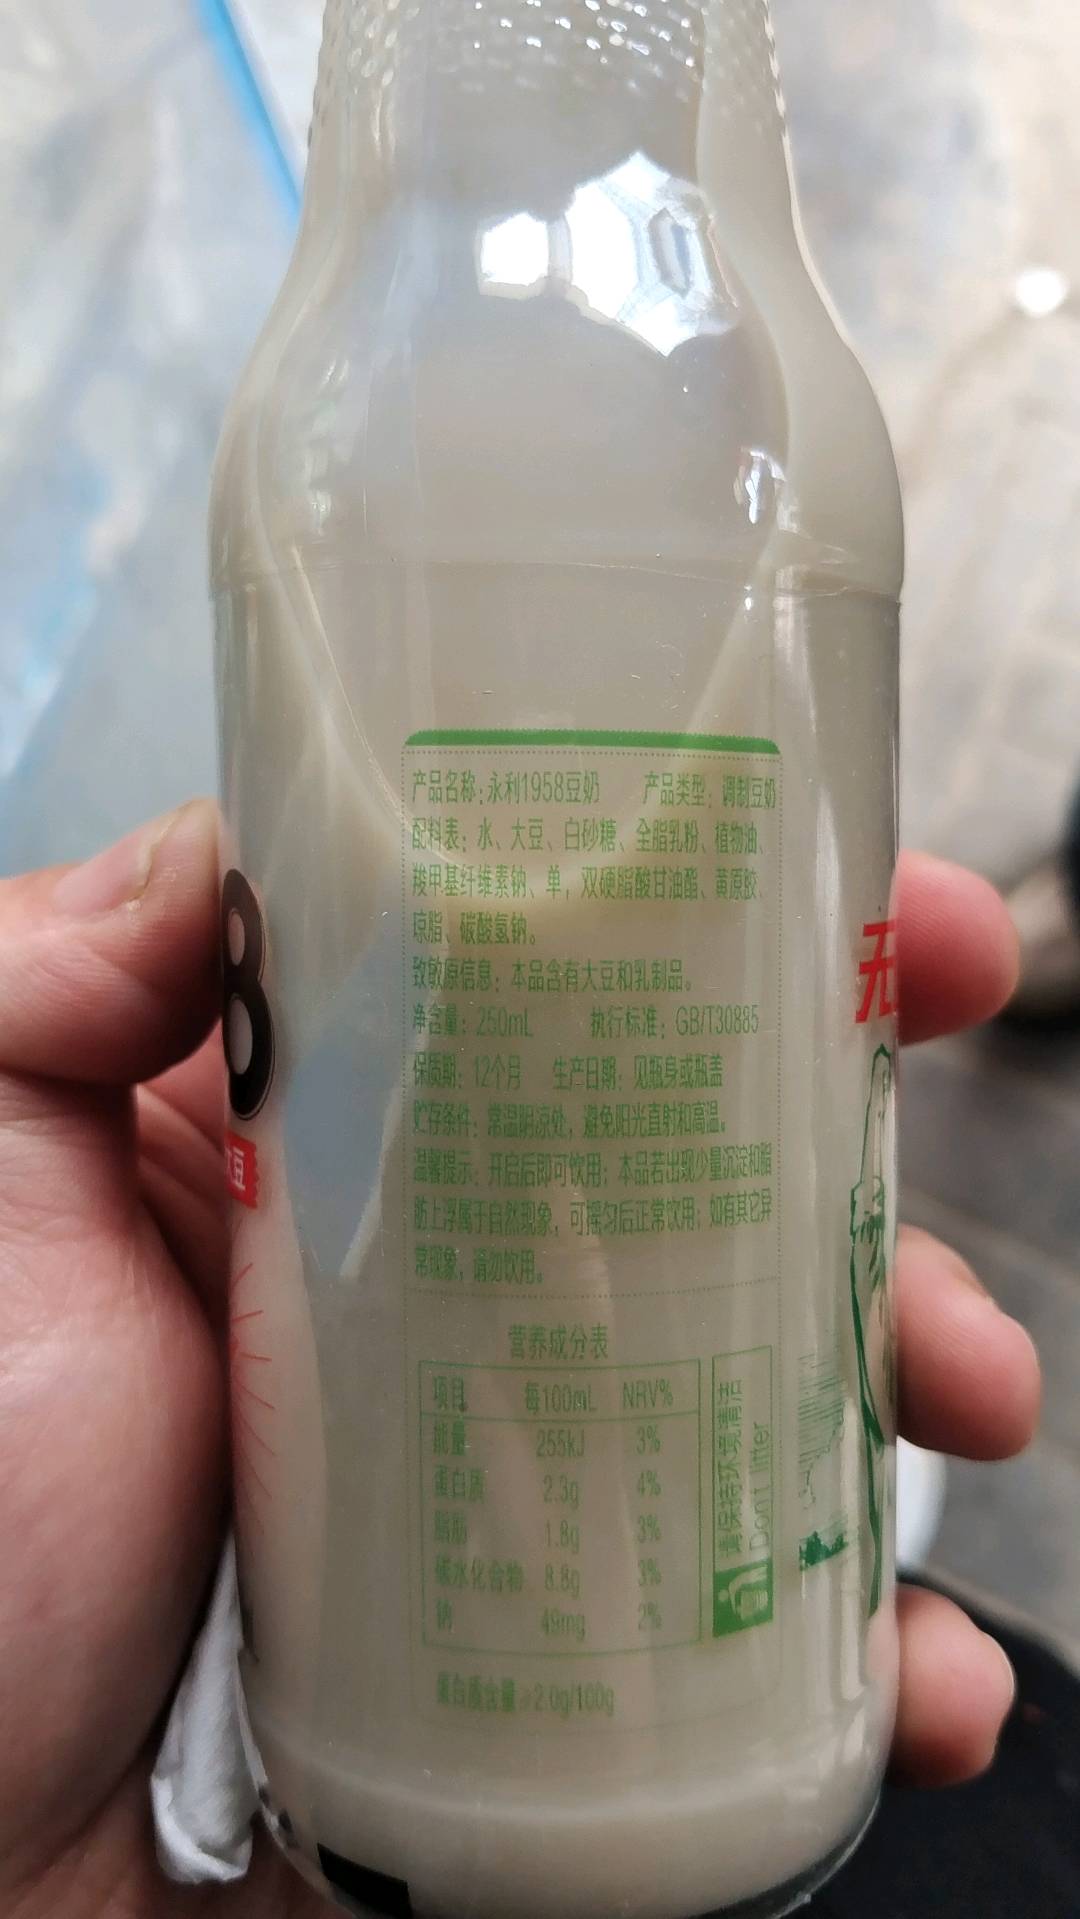 产品名称：永利1958豆奶 产品类型：调制豆奶
配料表：水、大豆、白砂糖、全脂乳粉、植物油、
羧甲基纤维素钠、单，双硬脂酸甘油酯、黄原胶、
琼脂、碳酸氢钠。
致敏原信息：本品含有大豆和乳制品。
净含量：250mL 执行标准：GB/T30885
保质期：12个月 生产日期：见瓶身或瓶盖
贮存条件：常温阴凉处，避免阳光直射和高温。
温馨提示：开启后即可饮用；本品若出现少量沉淀和脂
肪上浮属于自然现象，可摇匀后正常饮用；如有其它异
常现象，请勿饮用。
营养成分表
项目 每100mL NRV%
能量 255kJ 3%
蛋白质 2.3g 4%
脂肪 1.8g 3%
碳水化合物 8.8g 3%
钠 49mg 2%
蛋白质含量≥2.0g/100g
请保持环境清洁
Dont litter
8
豆
无